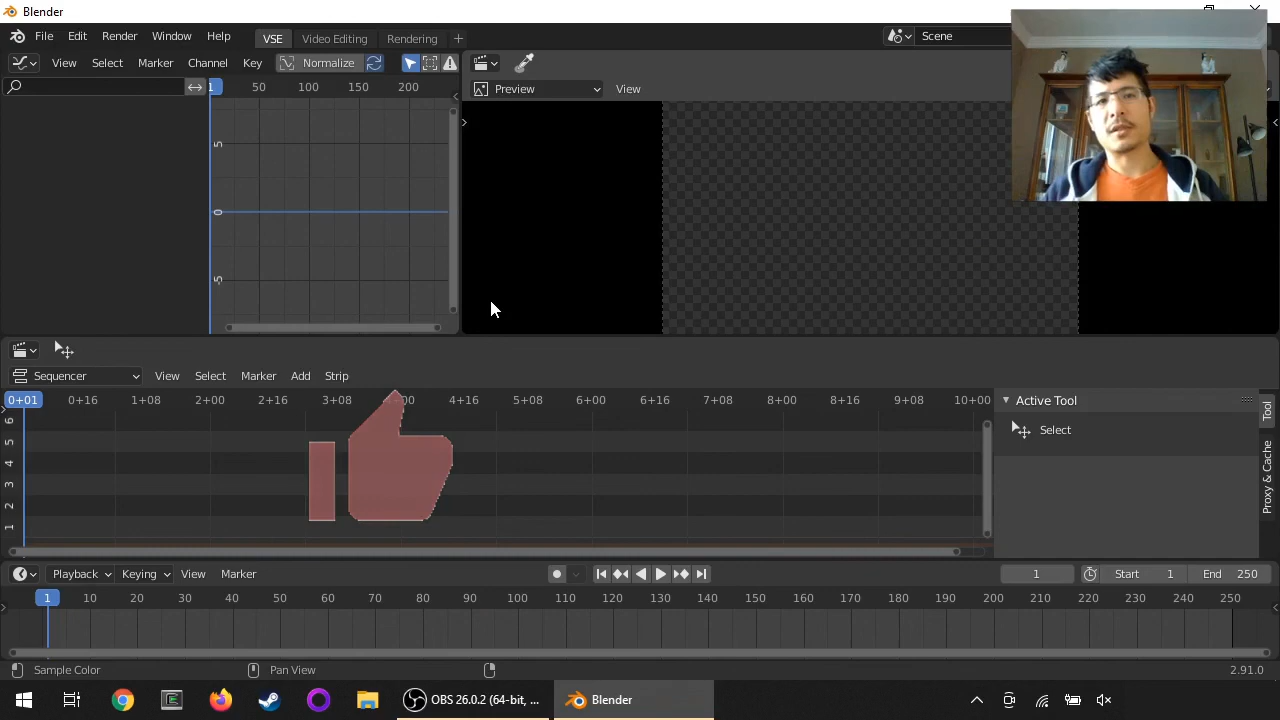 Blender
File Edit Render Window Help VSE Video Editing Rendering + Scene
View Select Marker Channel Key Normalize
1 50 100 150 200
Preview View
5
0
-5
Sequencer View Select Marker Add Strip
0+01 0+16 1+08 2+00 2+16 3+08 4+16 5+08 6+00 6+16 7+08 8+00 8+16 9+08 10+00
6
5
4
3
2
1
Active Tool
Select
Tool
Proxy & Cache
Playback Keying View Marker 1 Start 1 End 250
1 10 20 30 40 50 60 70 80 90 100 110 120 130 140 150 160 170 180 190 200 210 220 230 240 250
Sample Color Pan View 2.91.0
OBS 26.0.2 (64-bit, ... Blender